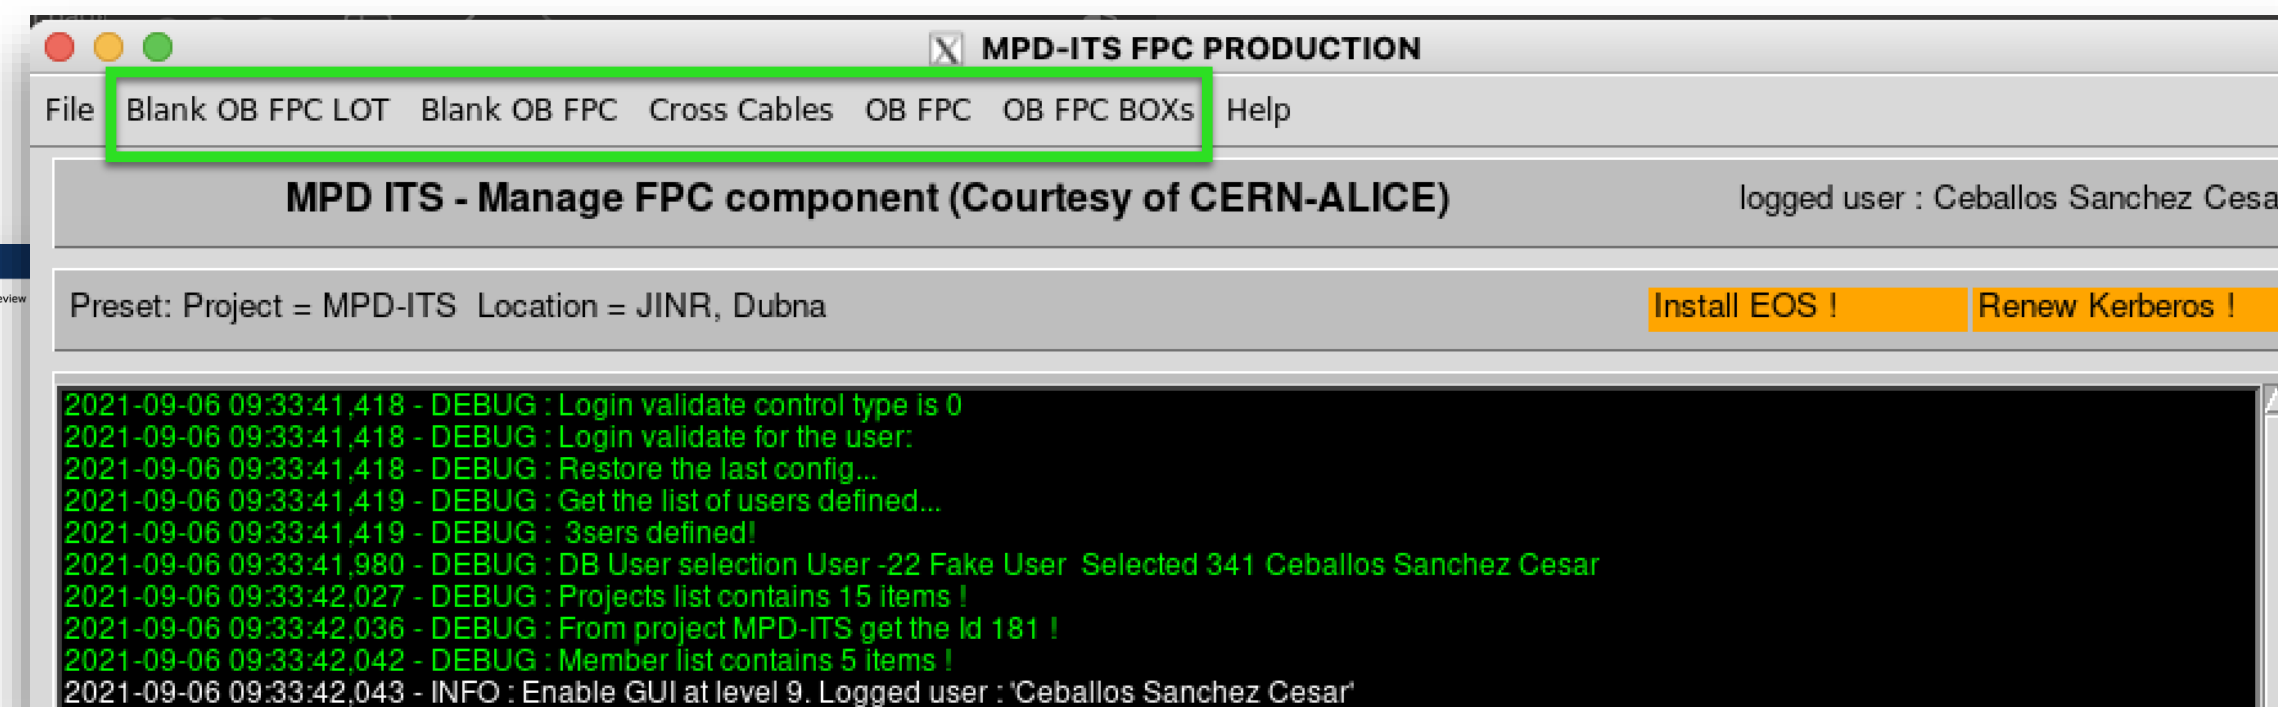 MPD-ITS FPC PRODUCTION
File Blank OB FPC LOT Blank OB FPC Cross Cables OB FPC OB FPC BOXs Help
MPD ITS - Manage FPC component (Courtesy of CERN-ALICE) logged user : Ceballos Sanchez Cesa
eview
Preset: Project = MPD-ITS Location = JINR, Dubna Install EOS ! Renew Kerberos !
2021-09-06 09:33:41,418 - DEBUG : Login validate control type is 0
2021-09-06 09:33:41,418 - DEBUG : Login validate for the user:
2021-09-06 09:33:41,418 - DEBUG : Restore the last config...
2021-09-06 09:33:41,419 - DEBUG : Get the list of users defined...
2021-09-06 09:33:41,419 - DEBUG : 3sers defined!
2021-09-06 09:33:41,980 - DEBUG : DB User selection User -22 Fake User Selected 341 Ceballos Sanchez Cesar
2021-09-06 09:33:42,027 - DEBUG : Projects list contains 15 items !
2021-09-06 09:33:42,036 - DEBUG : From project MPD-ITS get the Id 181 !
2021-09-06 09:33:42,042 - DEBUG : Member list contains 5 items !
2021-09-06 09:33:42,043 - INFO : Enable GUI at level 9. Logged user : 'Ceballos Sanchez Cesar'